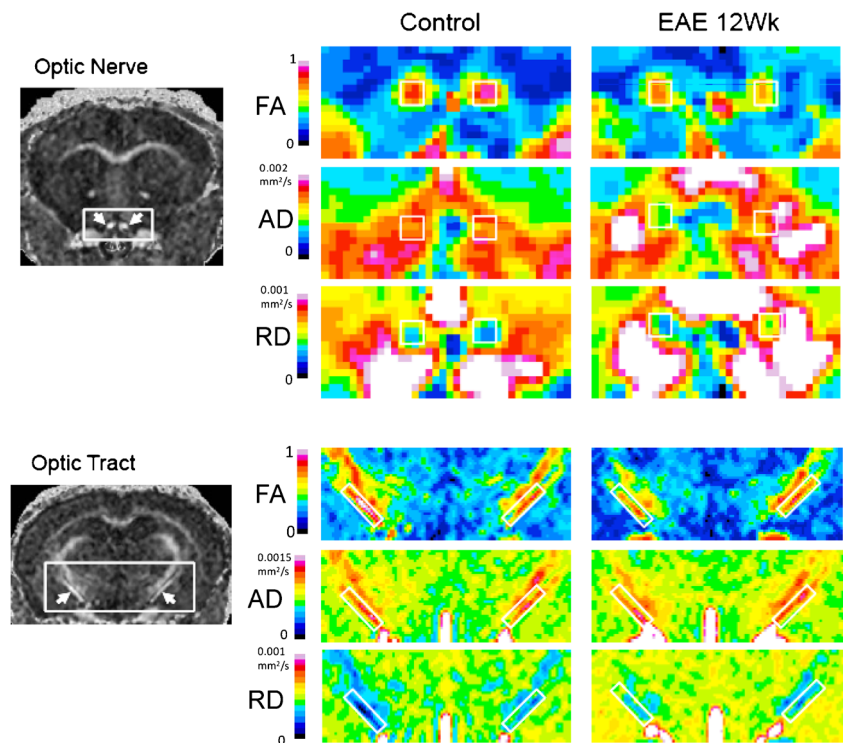 Control
EAE 12Wk
Optic Nerve
FA
1
0
AD
0.002
mm²/s
0
RD
0.001
mm²/s
0
Optic Tract
FA
1
0
AD
0.0015
mm²/s
0
RD
0.001
mm²/s
0